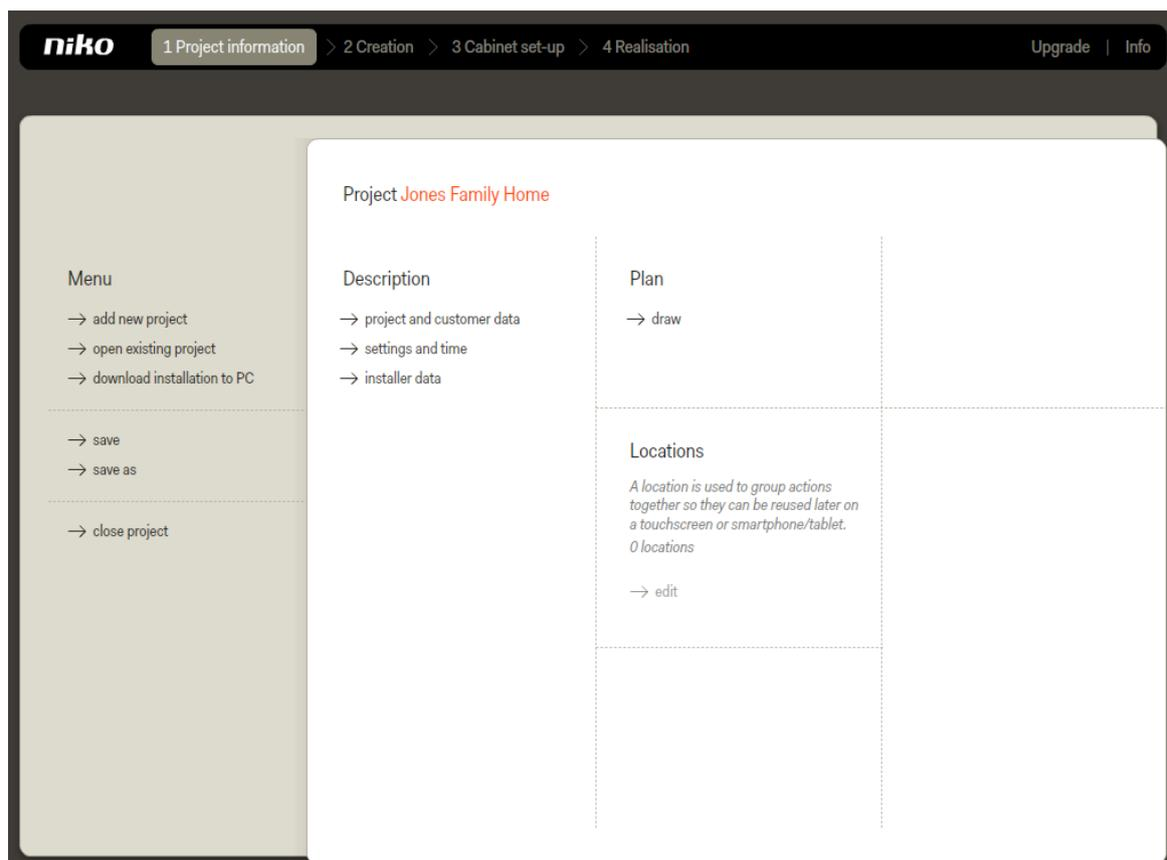 niko
1 Project information
2 Creation
3 Cabinet set-up
4 Realisation
Upgrade | Info
Project Jones Family Home
Menu
→ add new project
→ open existing project
→ download installation to PC
→ save
→ save as
→ close project
Description
→ project and customer data
→ settings and time
→ installer data
Plan
→ draw
Locations
A location is used to group actions
together so they can be reused later on
a touchscreen or smartphone/tablet.
0 locations
→ edit